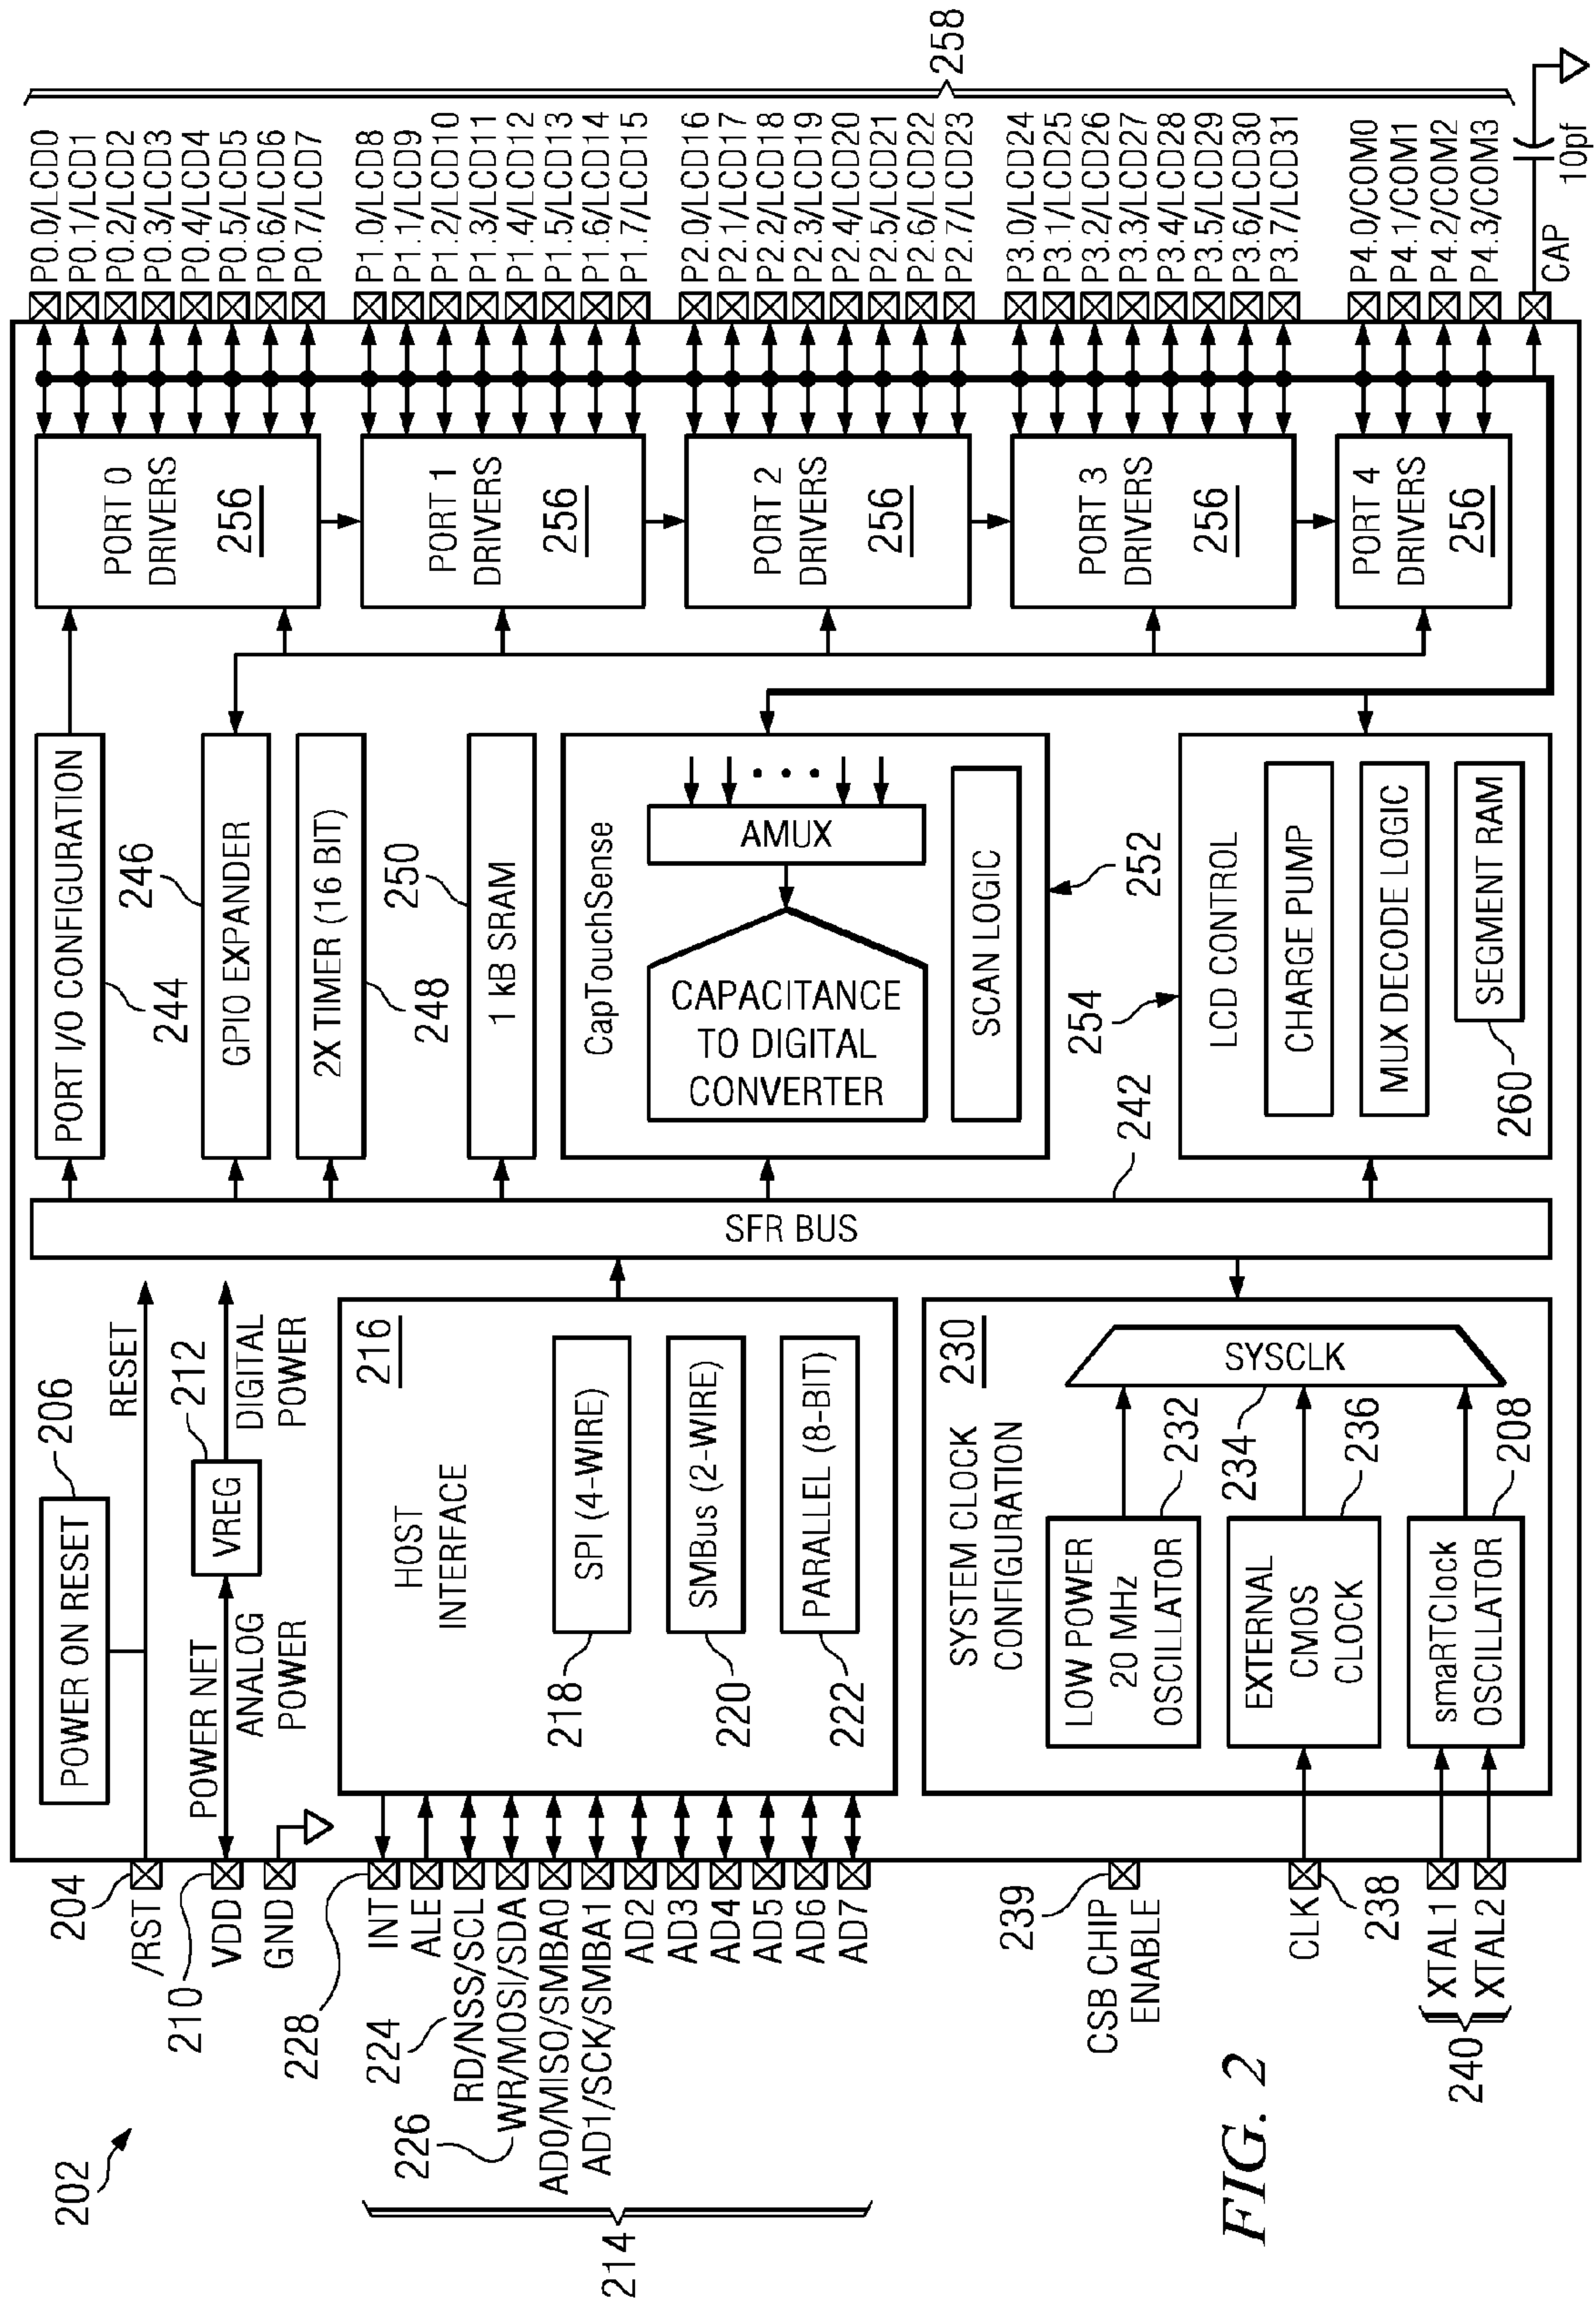 202
204
/RST
210
VDD
GND
POWER ON RESET
206
RESET
POWER NET
ANALOG
POWER
VREG
212
DIGITAL
POWER
228
INT
ALE
224
RD/NSS/SCL
226
WR/MOSI/SDA
AD0/MISO/SMBA0
AD1/SCK/SMBA1
AD2
AD3
AD4
AD5
AD6
AD7
214
HOST
INTERFACE
216
SPI (4-WIRE)
218
SMBus (2-WIRE)
220
PARALLEL (8-BIT)
222
239
CSB CHIP
ENABLE
CLK
238
XTAL1
XTAL2
240
SYSTEM CLOCK
CONFIGURATION
230
LOW POWER
20 MHz
OSCILLATOR
232
EXTERNAL
CMOS
CLOCK
236
smaRTClock
OSCILLATOR
208
SYSCLK
234
SFR BUS
242
PORT I/O CONFIGURATION
244
GPIO EXPANDER
246
2X TIMER (16 BIT)
248
1 kB SRAM
250
CapTouchSense
AMUX
CAPACITANCE
TO DIGITAL
CONVERTER
SCAN LOGIC
252
LCD CONTROL
254
CHARGE PUMP
MUX DECODE LOGIC
SEGMENT RAM
260
PORT 0
DRIVERS
256
PORT 1
DRIVERS
256
PORT 2
DRIVERS
256
PORT 3
DRIVERS
256
PORT 4
DRIVERS
256
P0.0/LCD0
P0.1/LCD1
P0.2/LCD2
P0.3/LCD3
P0.4/LCD4
P0.5/LCD5
P0.6/LCD6
P0.7/LCD7
P1.0/LCD8
P1.1/LCD9
P1.2/LCD10
P1.3/LCD11
P1.4/LCD12
P1.5/LCD13
P1.6/LCD14
P1.7/LCD15
P2.0/LCD16
P2.1/LCD17
P2.2/LCD18
P2.3/LCD19
P2.4/LCD20
P2.5/LCD21
P2.6/LCD22
P2.7/LCD23
P3.0/LCD24
P3.1/LCD25
P3.2/LCD26
P3.3/LCD27
P3.4/LCD28
P3.5/LCD29
P3.6/LCD30
P3.7/LCD31
P4.0/COM0
P4.1/COM1
P4.2/COM2
P4.3/COM3
CAP
10pf
258
FIG. 2